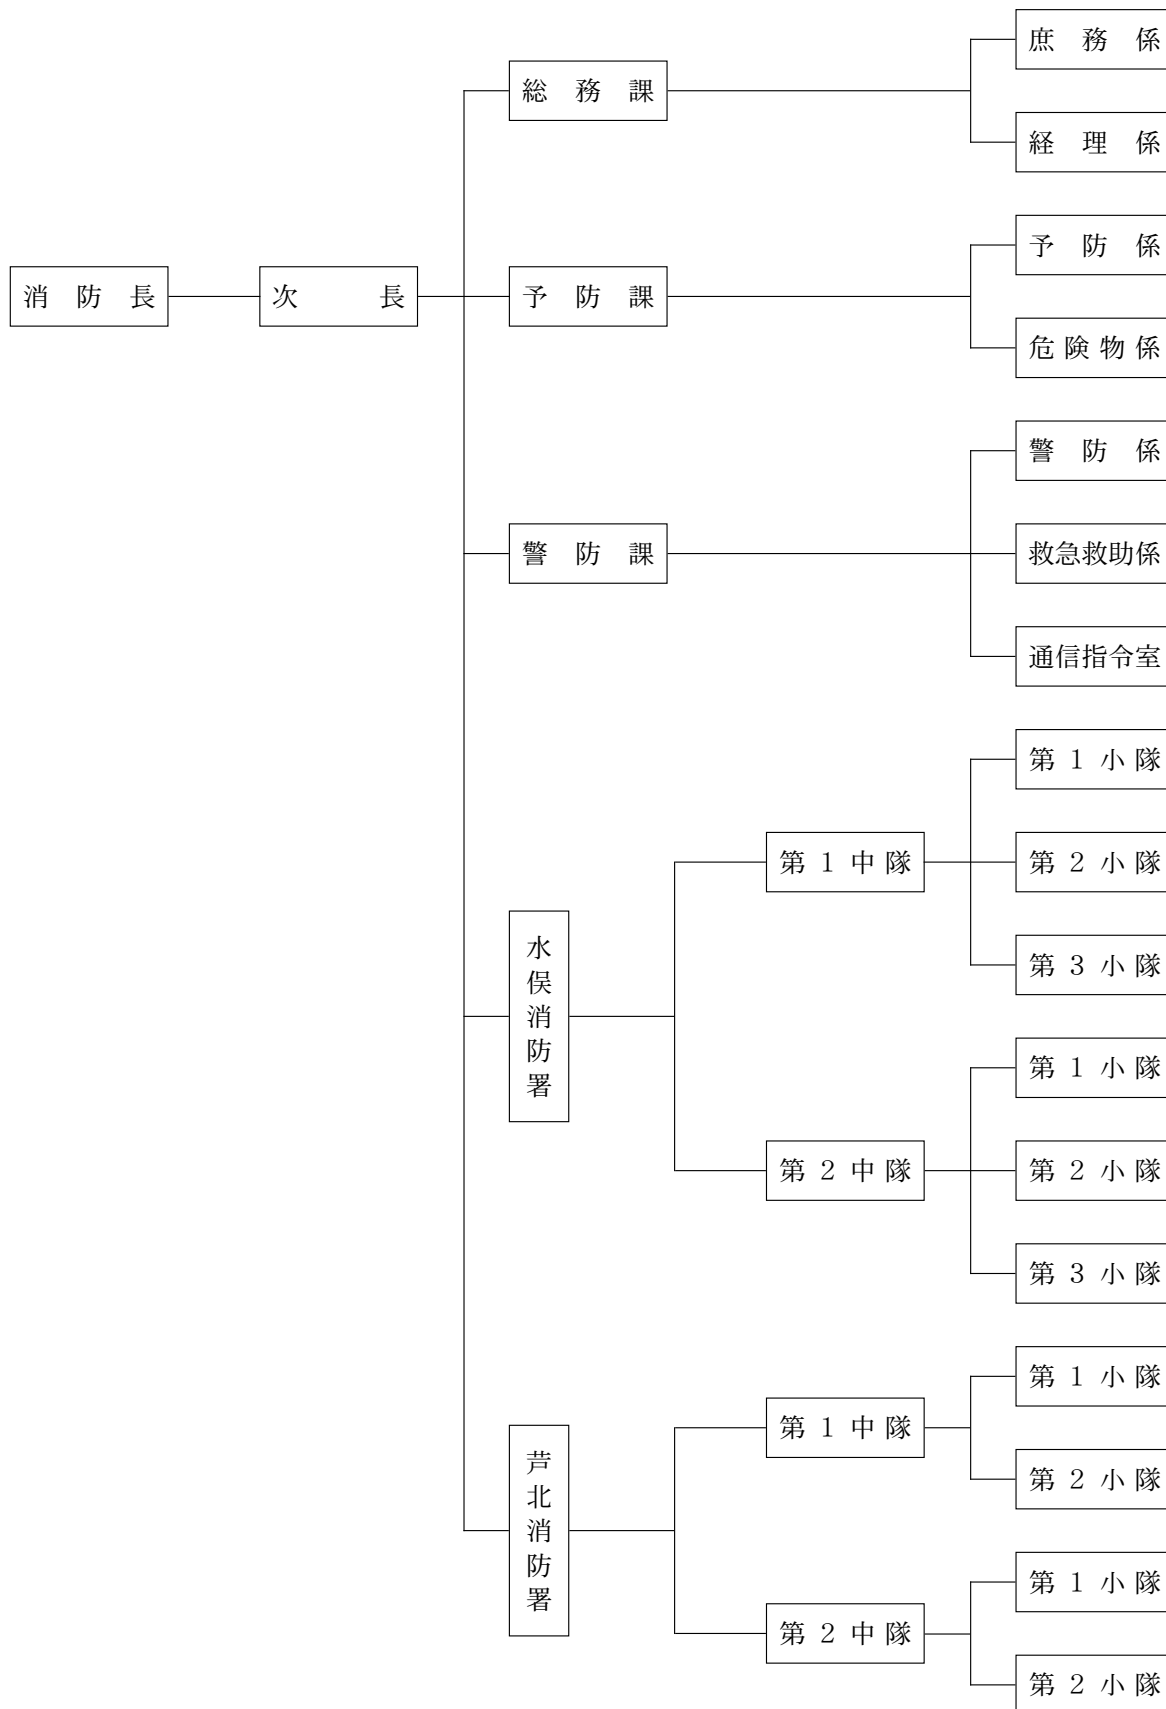 庶務係
総務課
経理係
予防係
消防長
次長
予防課
危険物係
警防係
警防課
救急救助係
通信指令室
第1小隊
第1中隊
第2小隊
第3小隊
水俣消防署
第1小隊
第2中隊
第2小隊
第3小隊
第1小隊
第1中隊
第2小隊
芦北消防署
第1小隊
第2中隊
第2小隊